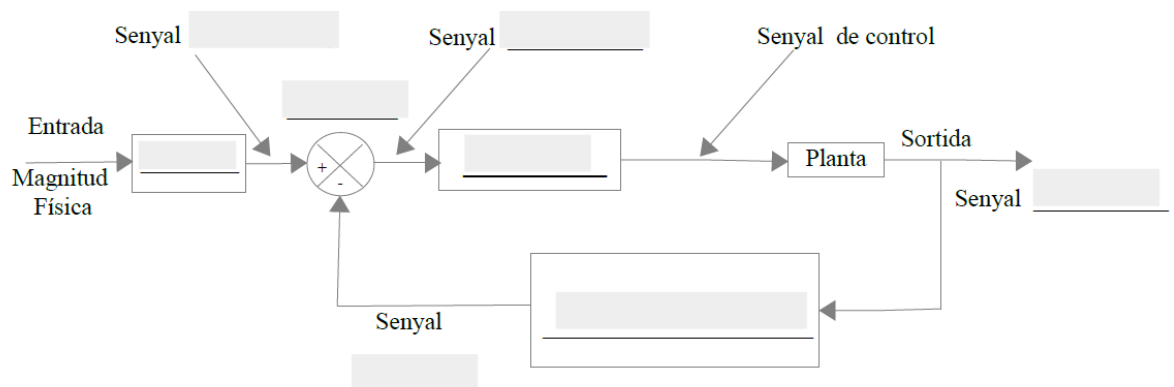 Senyal
Senyal
Senyal de control
Entrada
Magnitud
Física
+
-
Planta
Sortida
Senyal
Senyal